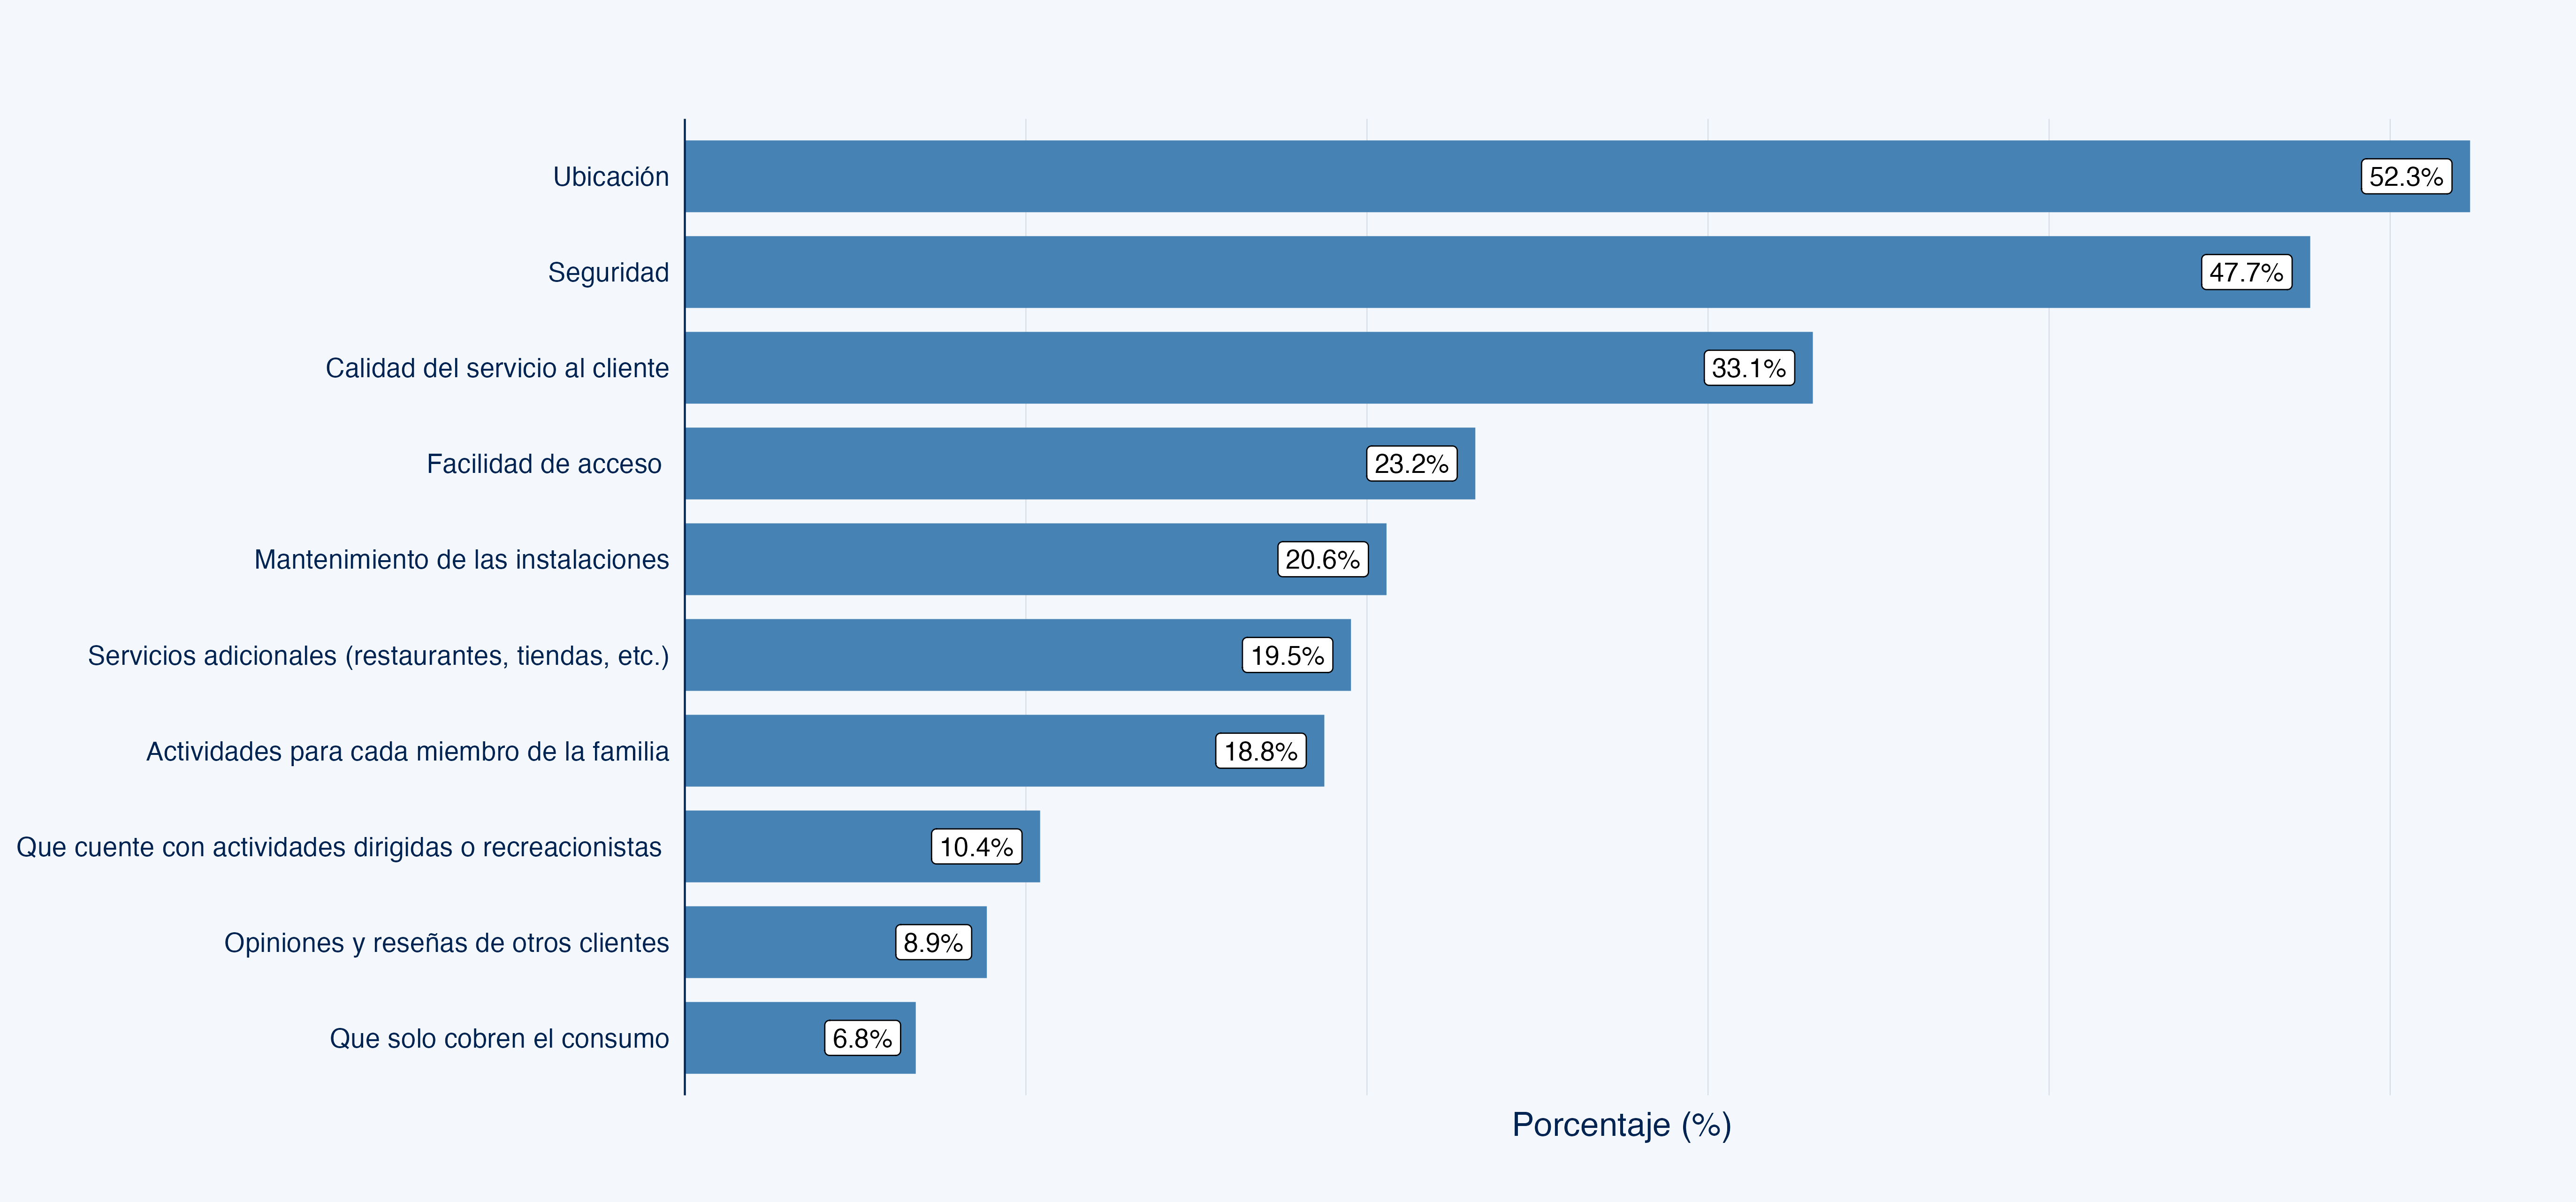 Ubicación 52.3%
Seguridad 47.7%
Calidad del servicio al cliente 33.1%
Facilidad de acceso 23.2%
Mantenimiento de las instalaciones 20.6%
Servicios adicionales (restaurantes, tiendas, etc.) 19.5%
Actividades para cada miembro de la familia 18.8%
Que cuente con actividades dirigidas o recreacionistas 10.4%
Opiniones y reseñas de otros clientes 8.9%
Que solo cobren el consumo 6.8%
Porcentaje (%)